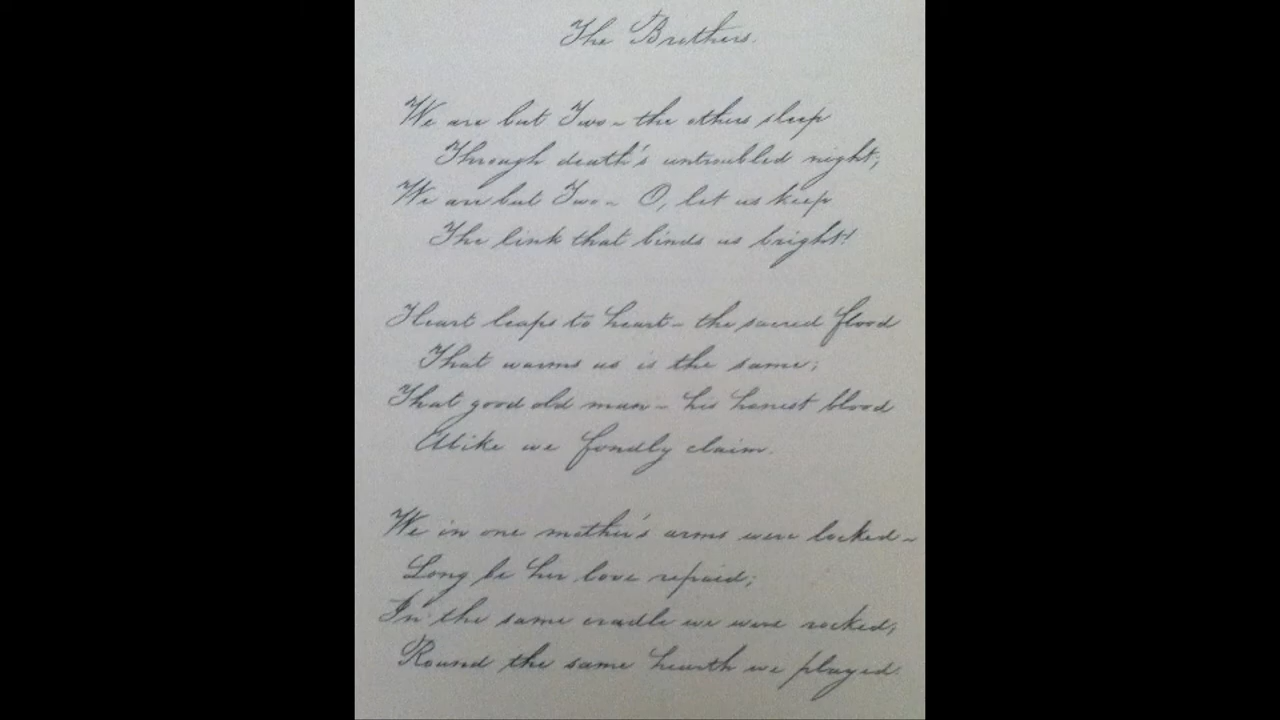 The Brothers.
We are but Two - the others sleep
Through death's untroubled night;
We are but Two - O, let us keep
The link that binds us bright!
Heart leaps to heart - the sacred flood
That warms us is the same;
That good old man - his honest blood
Alike we fondly claim.
We in one mother's arms were locked -
Long be her love repaid;
In the same cradle we were rocked;
Round the same hearth we played.